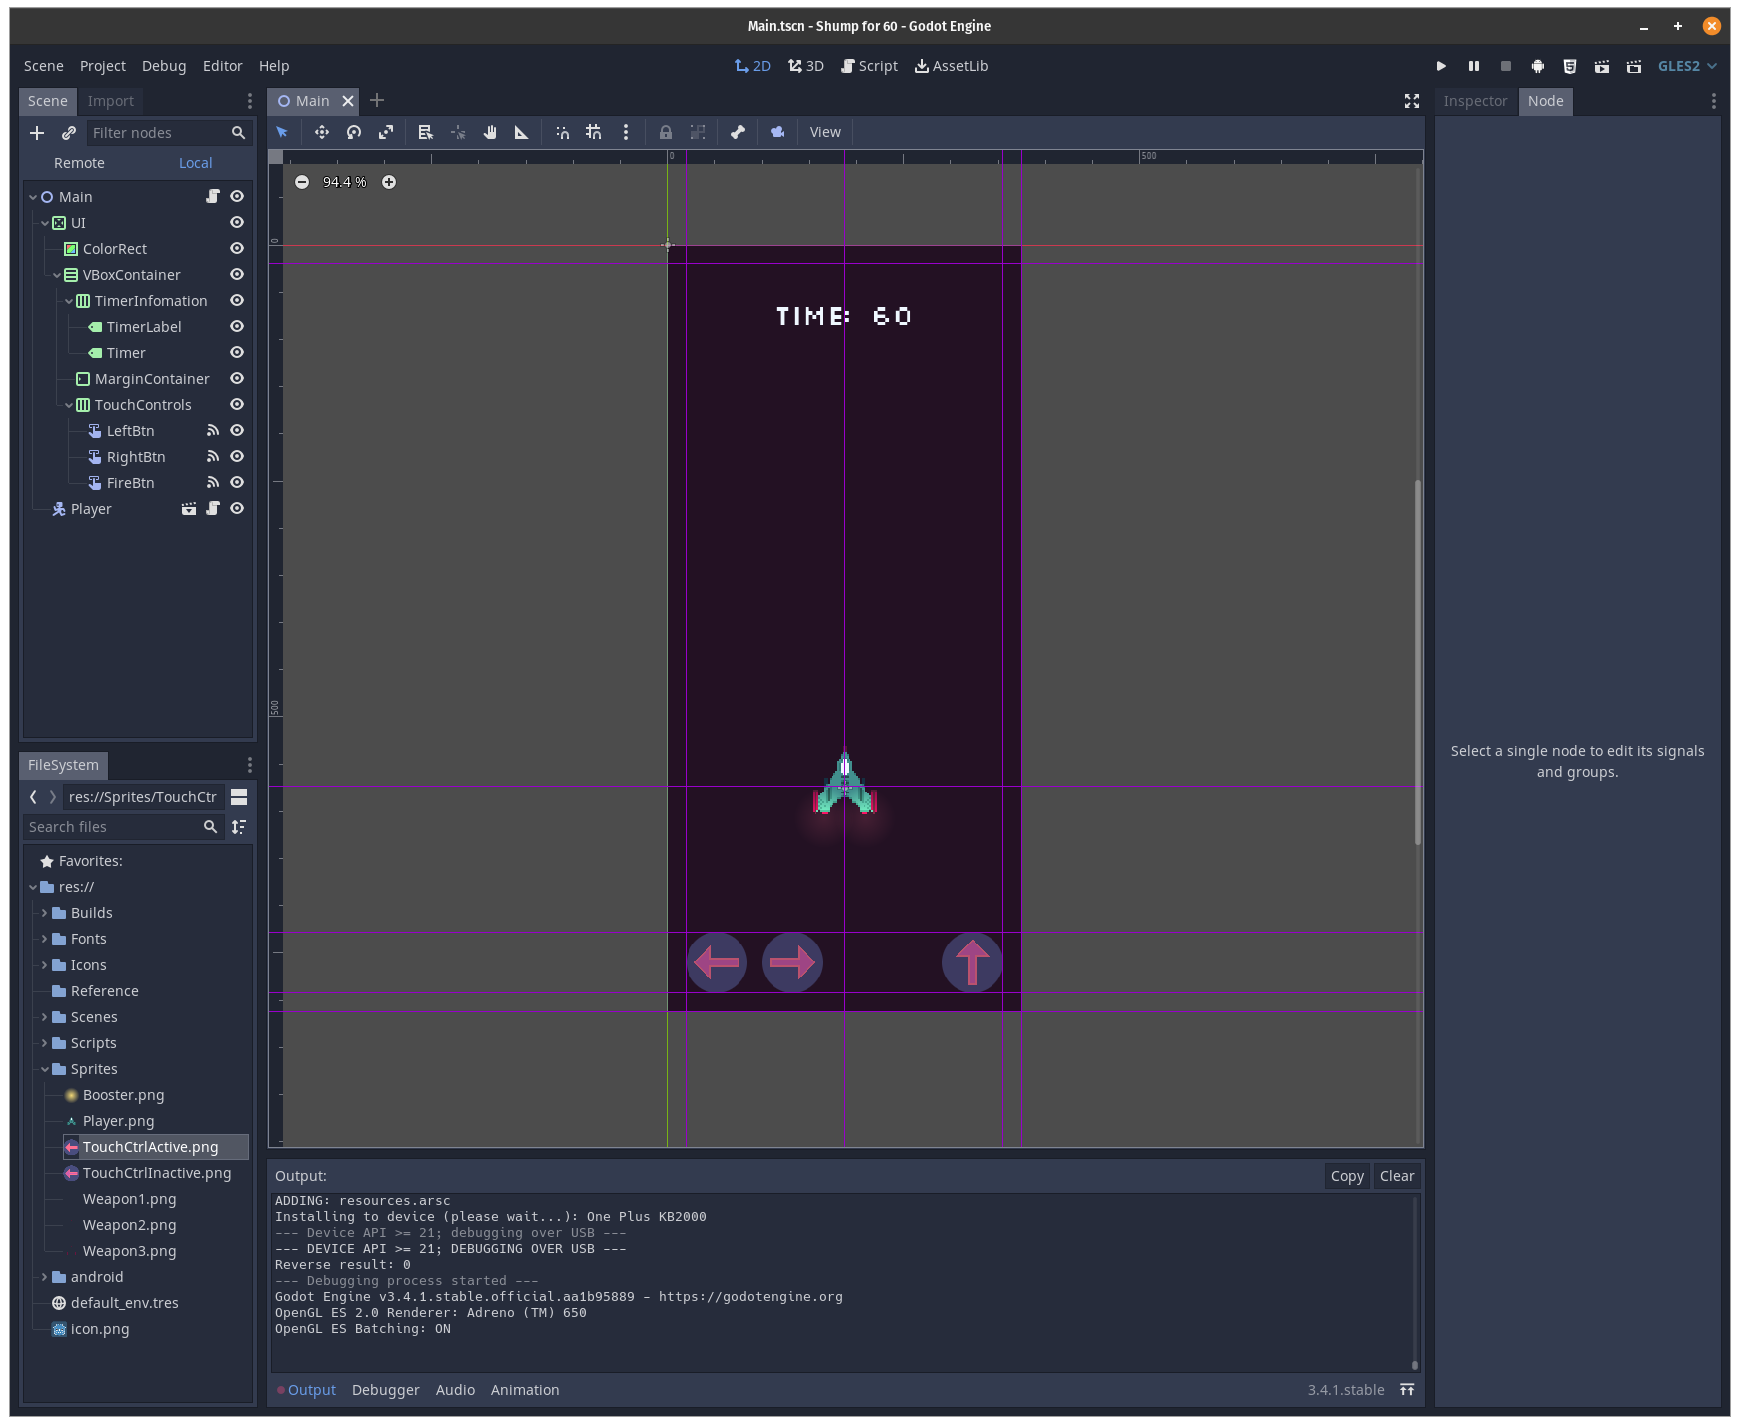 Main.tscn - Shump for 60 - Godot Engine
Scene Project Debug Editor Help
2D 3D Script AssetLib
GLES2
Scene Import
Filter nodes
Remote Local
Main
UI
ColorRect
VBoxContainer
TimerInfomation
TimerLabel
Timer
MarginContainer
TouchControls
LeftBtn
RightBtn
FireBtn
Player
FileSystem
res://Sprites/TouchCtr
Search files
Favorites:
res://
Builds
Fonts
Icons
Reference
Scenes
Scripts
Sprites
Booster.png
Player.png
TouchCtrlActive.png
TouchCtrlInactive.png
Weapon1.png
Weapon2.png
Weapon3.png
android
default_env.tres
icon.png
Main
View
0 500
94.4 %
0
500
TIME: 60
Output:
Copy Clear
ADDING: resources.arsc
Installing to device (please wait...): One Plus KB2000
--- Device API >= 21; debugging over USB ---
--- DEVICE API >= 21; DEBUGGING OVER USB ---
Reverse result: 0
--- Debugging process started ---
Godot Engine v3.4.1.stable.official.aa1b95889 - https://godotengine.org
OpenGL ES 2.0 Renderer: Adreno (TM) 650
OpenGL ES Batching: ON
Output Debugger Audio Animation
3.4.1.stable
Inspector Node
Select a single node to edit its signals
and groups.